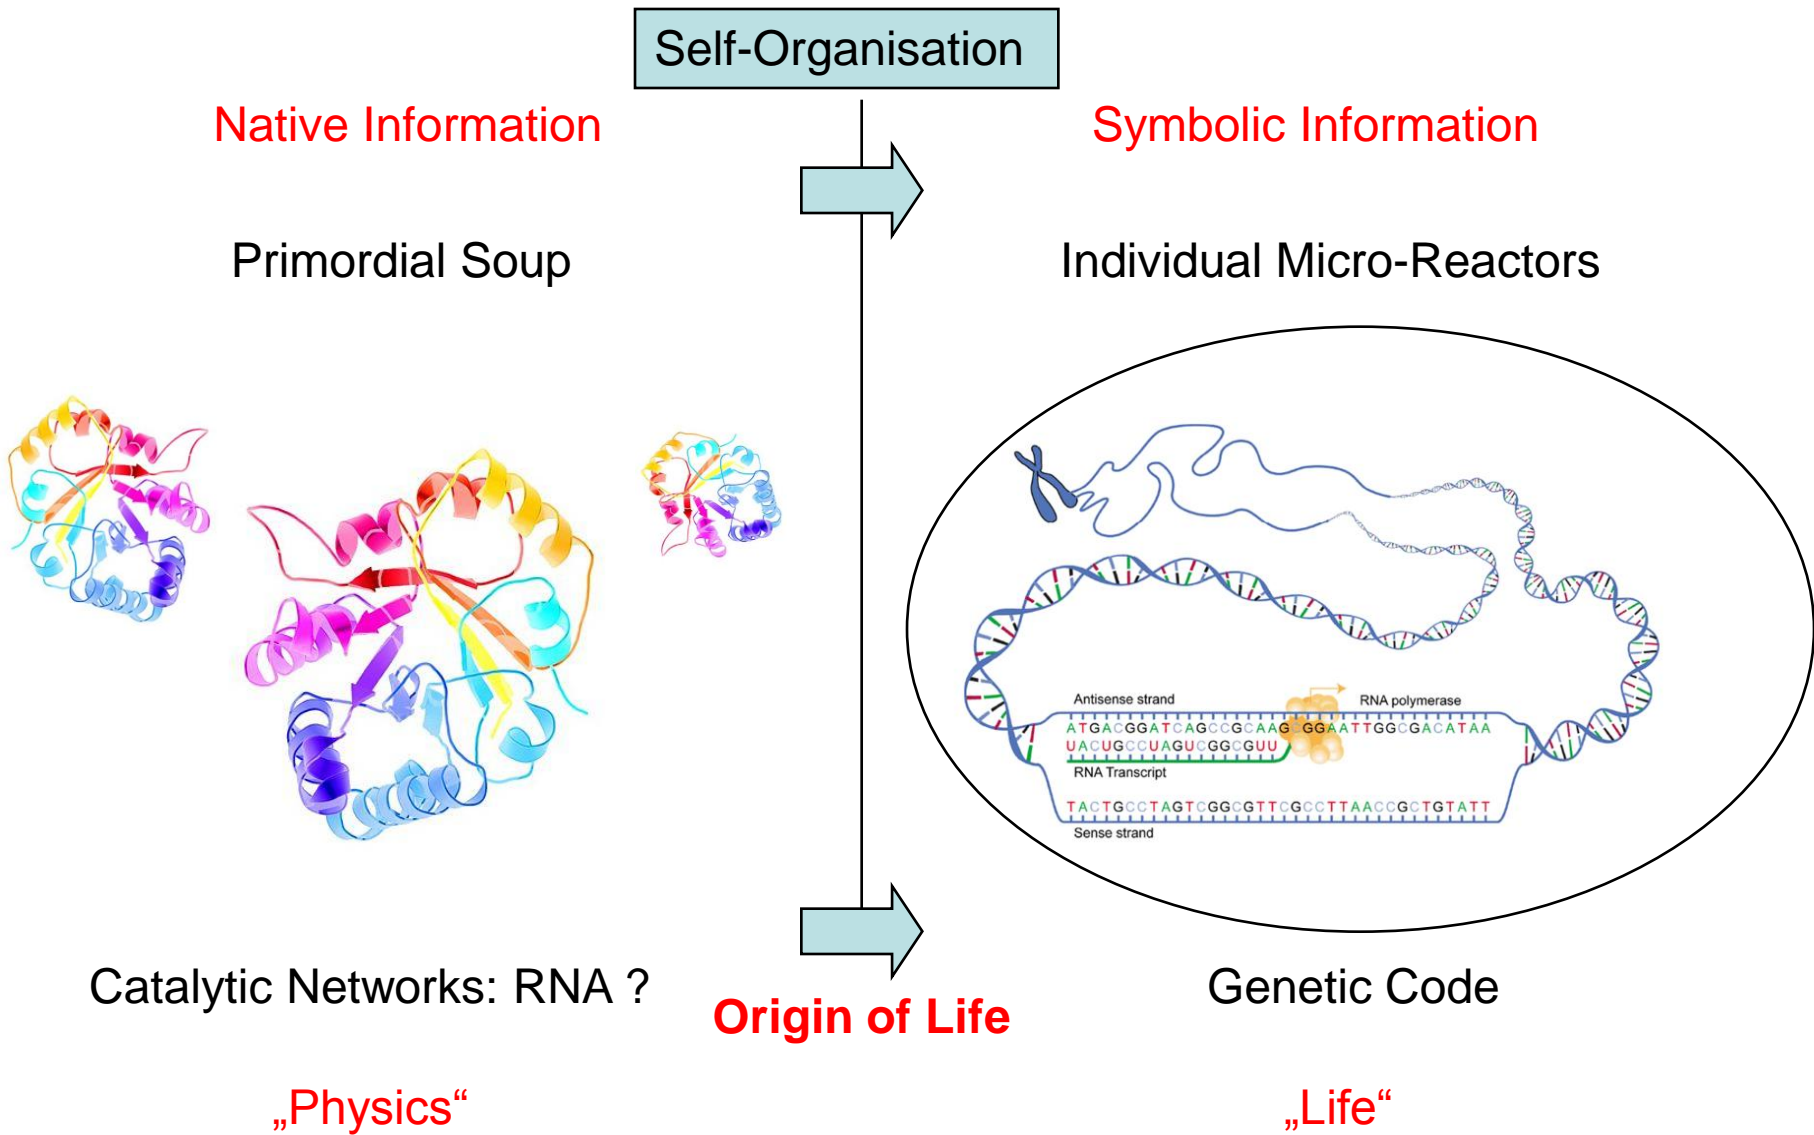 Self-Organisation
Native Information
Symbolic Information
Primordial Soup
Individual Micro-Reactors
Antisense strand
RNA polymerase
ATGACGGATCAGCCGCAAGCGGAATTGGCGACATAA
UACUGCCUAGUCGGCGUU
RNA Transcript
TACTGCCTAGTCGGCGTTCGCCTTAACCGCTGTATT
Sense strand
Catalytic Networks: RNA ?
Origin of Life
Genetic Code
„Physics“
„Life“